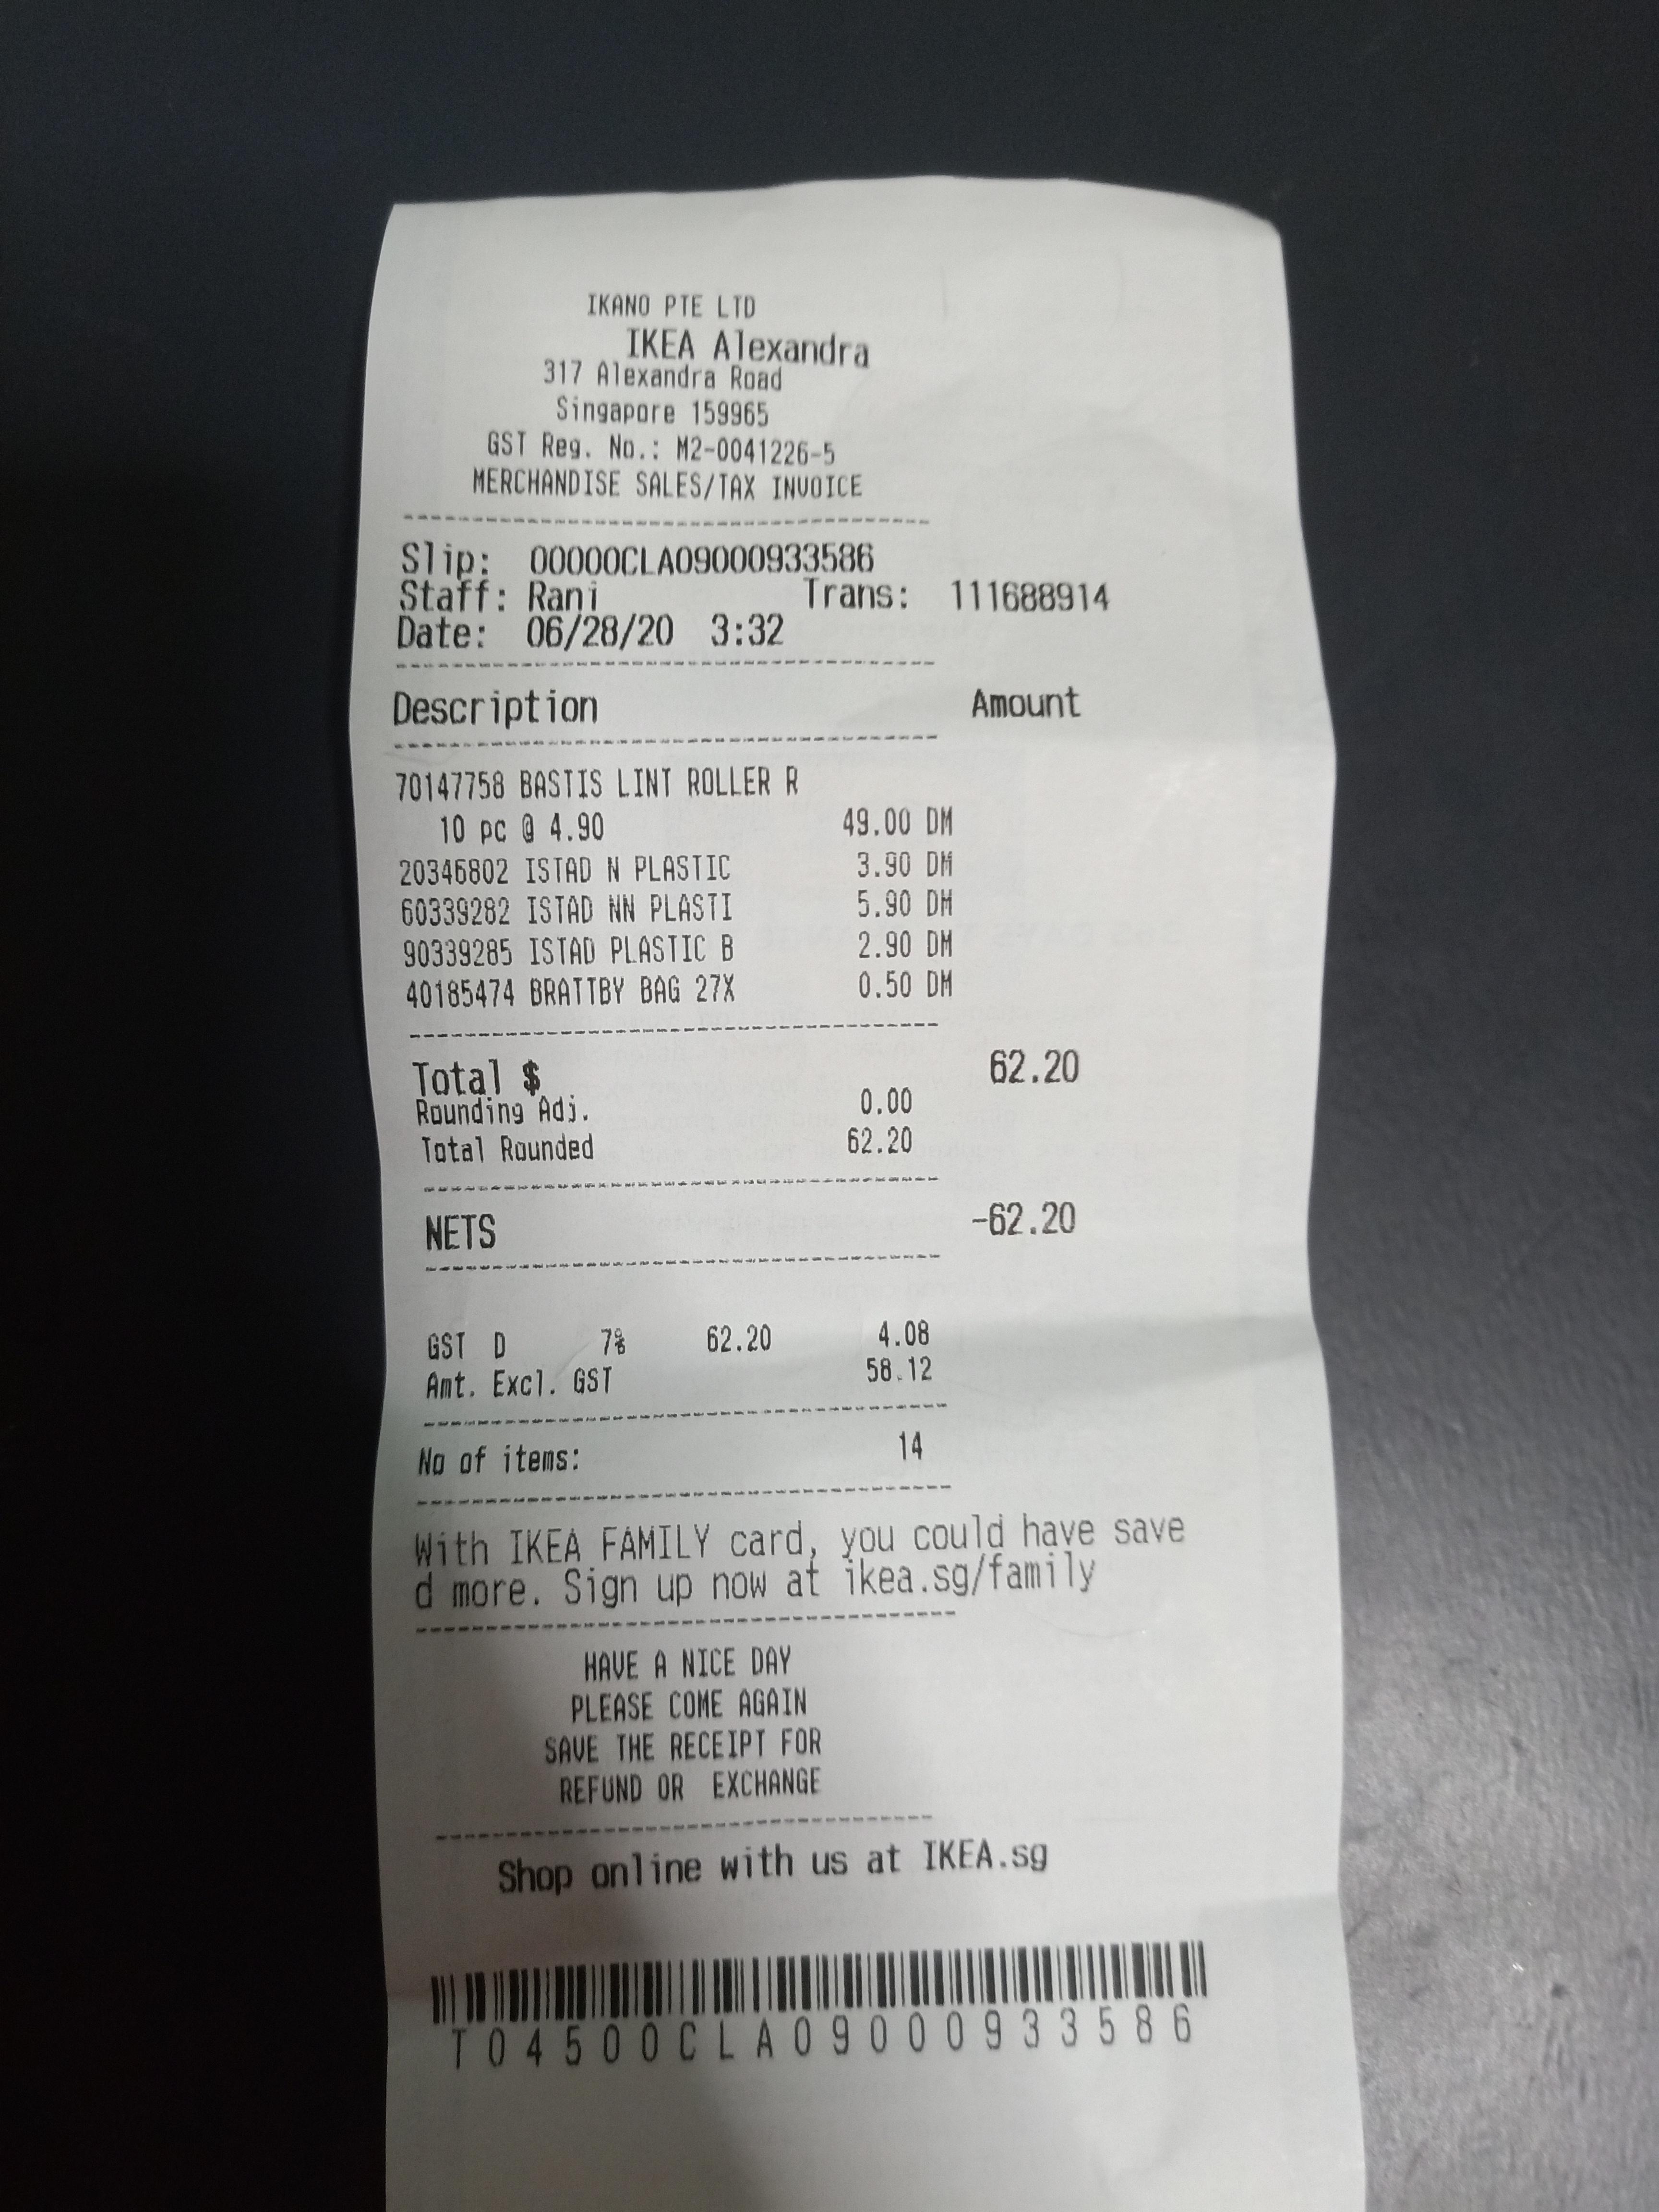 IKANO PTE LTD
IKEA Alexandra
317 Alexandra Road
Singapore 159965
GST Reg. No.: M2-0041226-5
MERCHANDISE SALES/TAX INVOICE
Slip: 00000CLA09000933586
Staff: Rani Trans: 111688914
Date: 06/28/20 3:32
Description Amount
70147758 BASTIS LINT ROLLER R
10 pc @ 4.90 49.00 DM
20346802 ISTAD N PLASTIC 3.90 DM
60339282 ISTAD NN PLASTI 5.90 DM
90339285 ISTAD PLASTIC B 2.90 DM
40185474 BRATTBY BAG 27X 0.50 DM
Total $ 62.20
Rounding Adj. 0.00
Total Rounded 62.20
NETS -62.20
GST D 7% 62.20 4.08
Amt. Excl. GST 58.12
No of items: 14
With IKEA FAMILY card, you could have save
d more. Sign up now at ikea.sg/family
HAVE A NICE DAY
PLEASE COME AGAIN
SAVE THE RECEIPT FOR
REFUND OR EXCHANGE
Shop online with us at IKEA.sg
T04500CLA09000933586